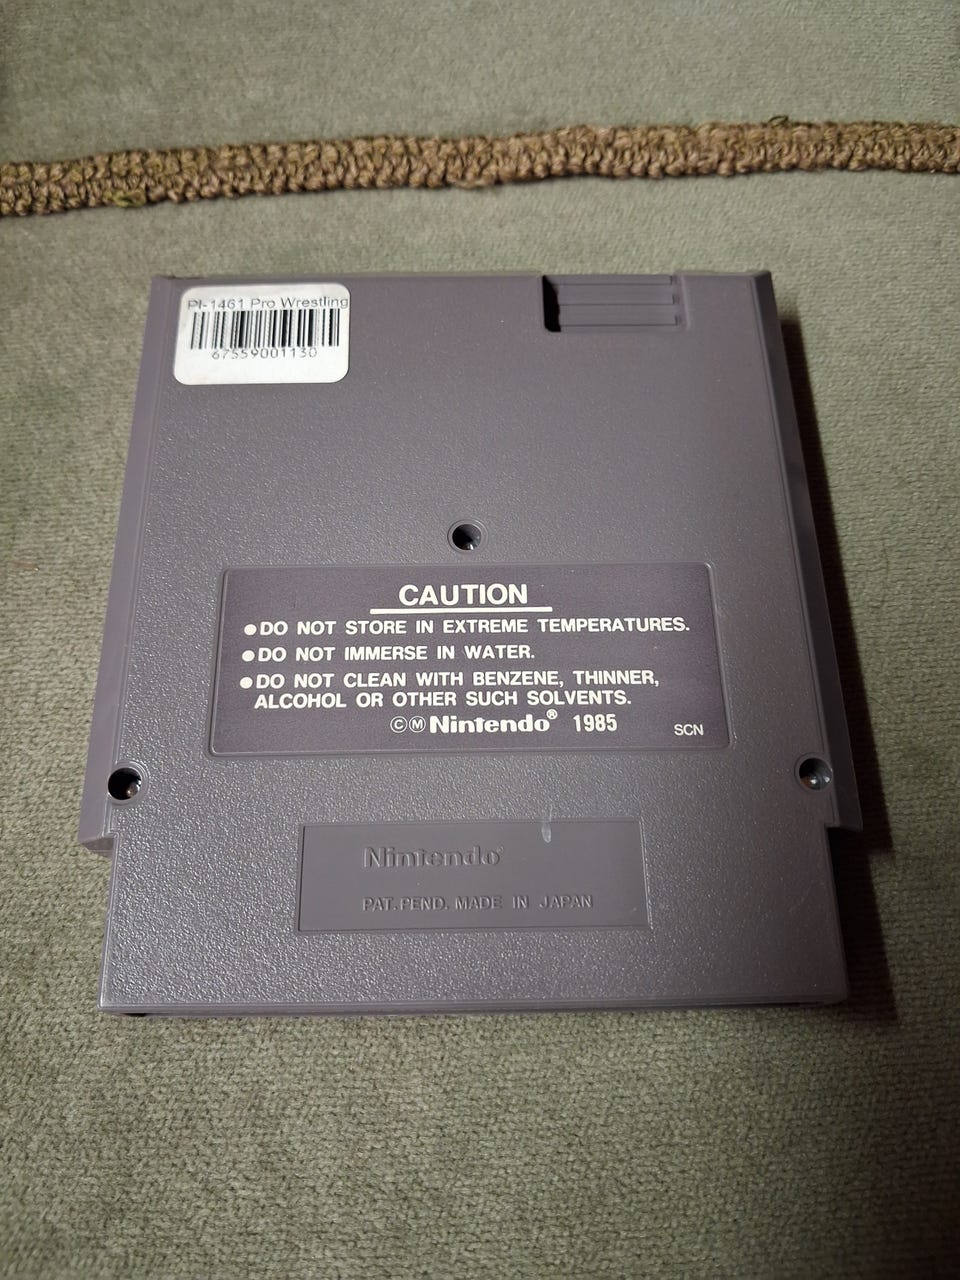 PI-1461 Pro Wrestling
67559001130
CAUTION
●DO NOT STORE IN EXTREME TEMPERATURES.
●DO NOT IMMERSE IN WATER.
●DO NOT CLEAN WITH BENZENE, THINNER,
ALCOHOL OR OTHER SUCH SOLVENTS.
ⒸⓂNintendo® 1985
SCN
Nintendo®
PAT. PEND. MADE IN JAPAN